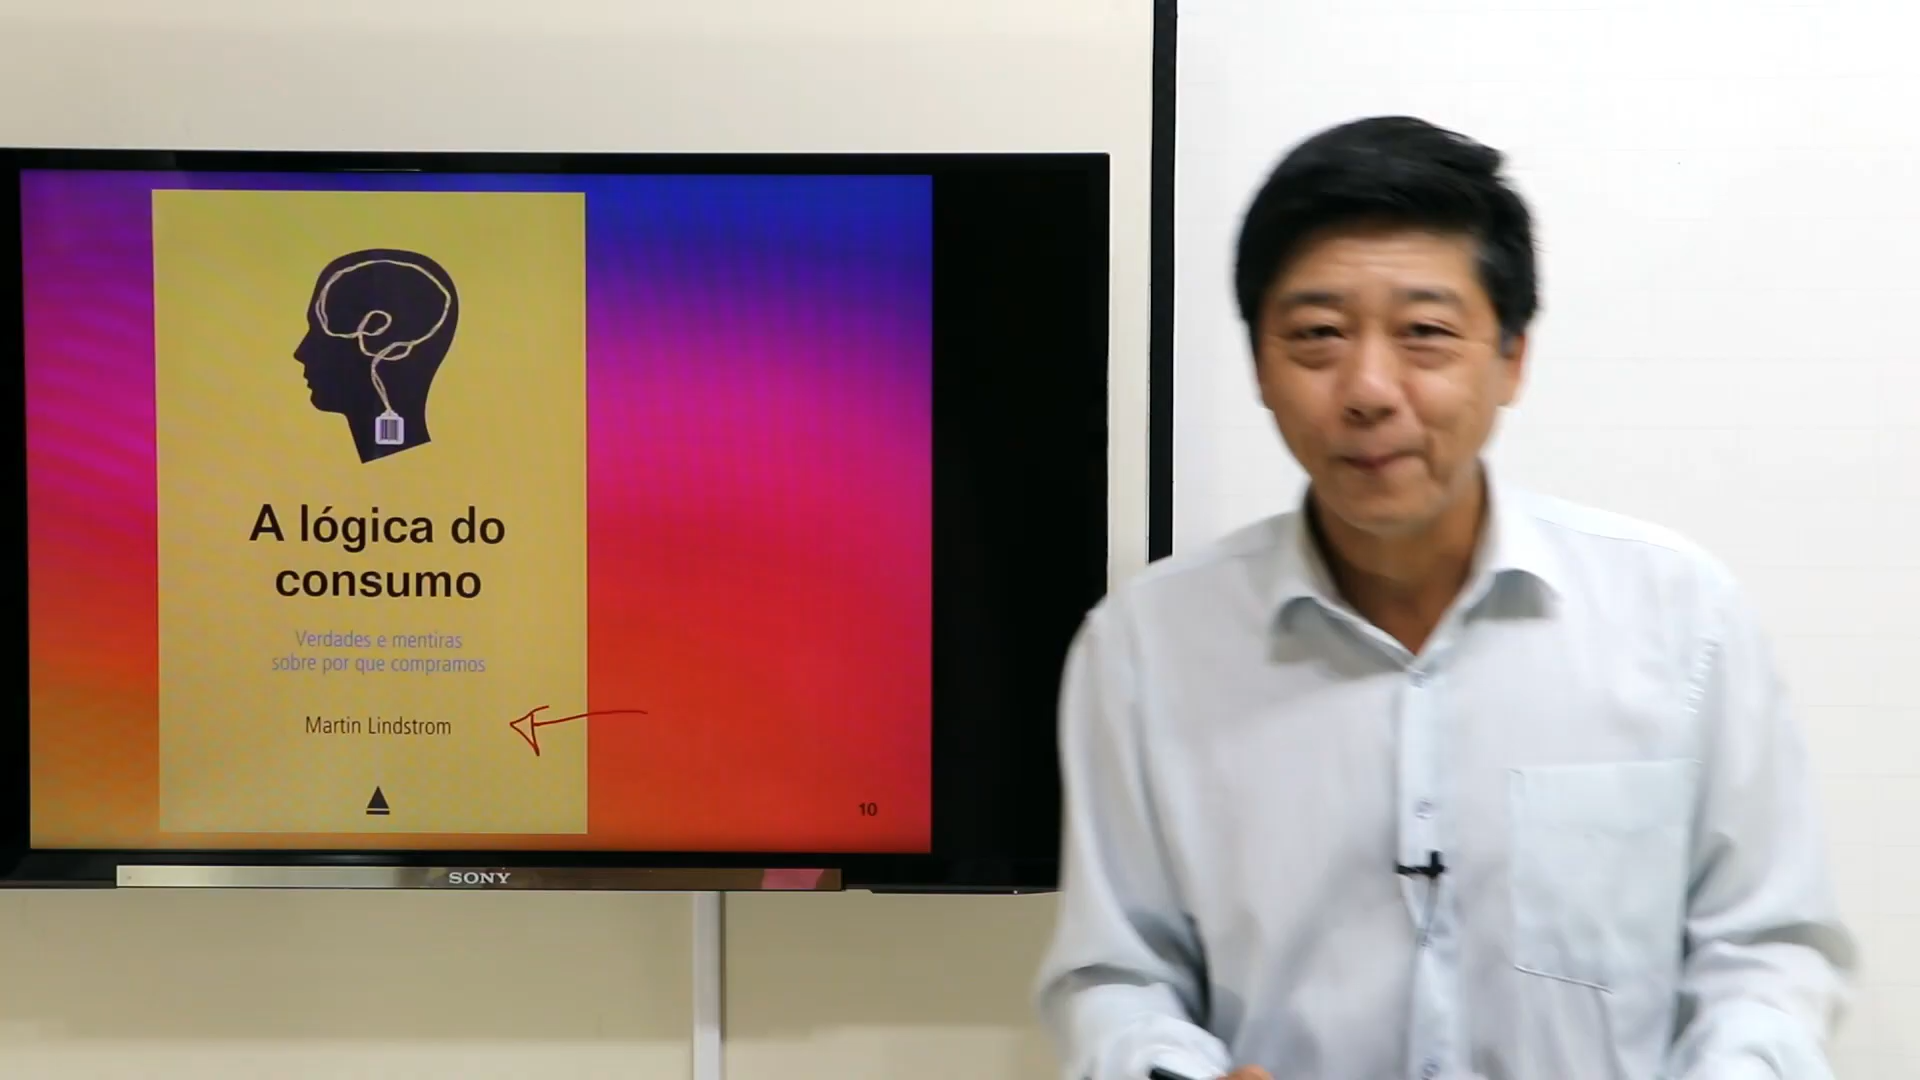 A lógica do
consumo
Verdades e mentiras
sobre por que compramos
Martin Lindstrom
10
SONY